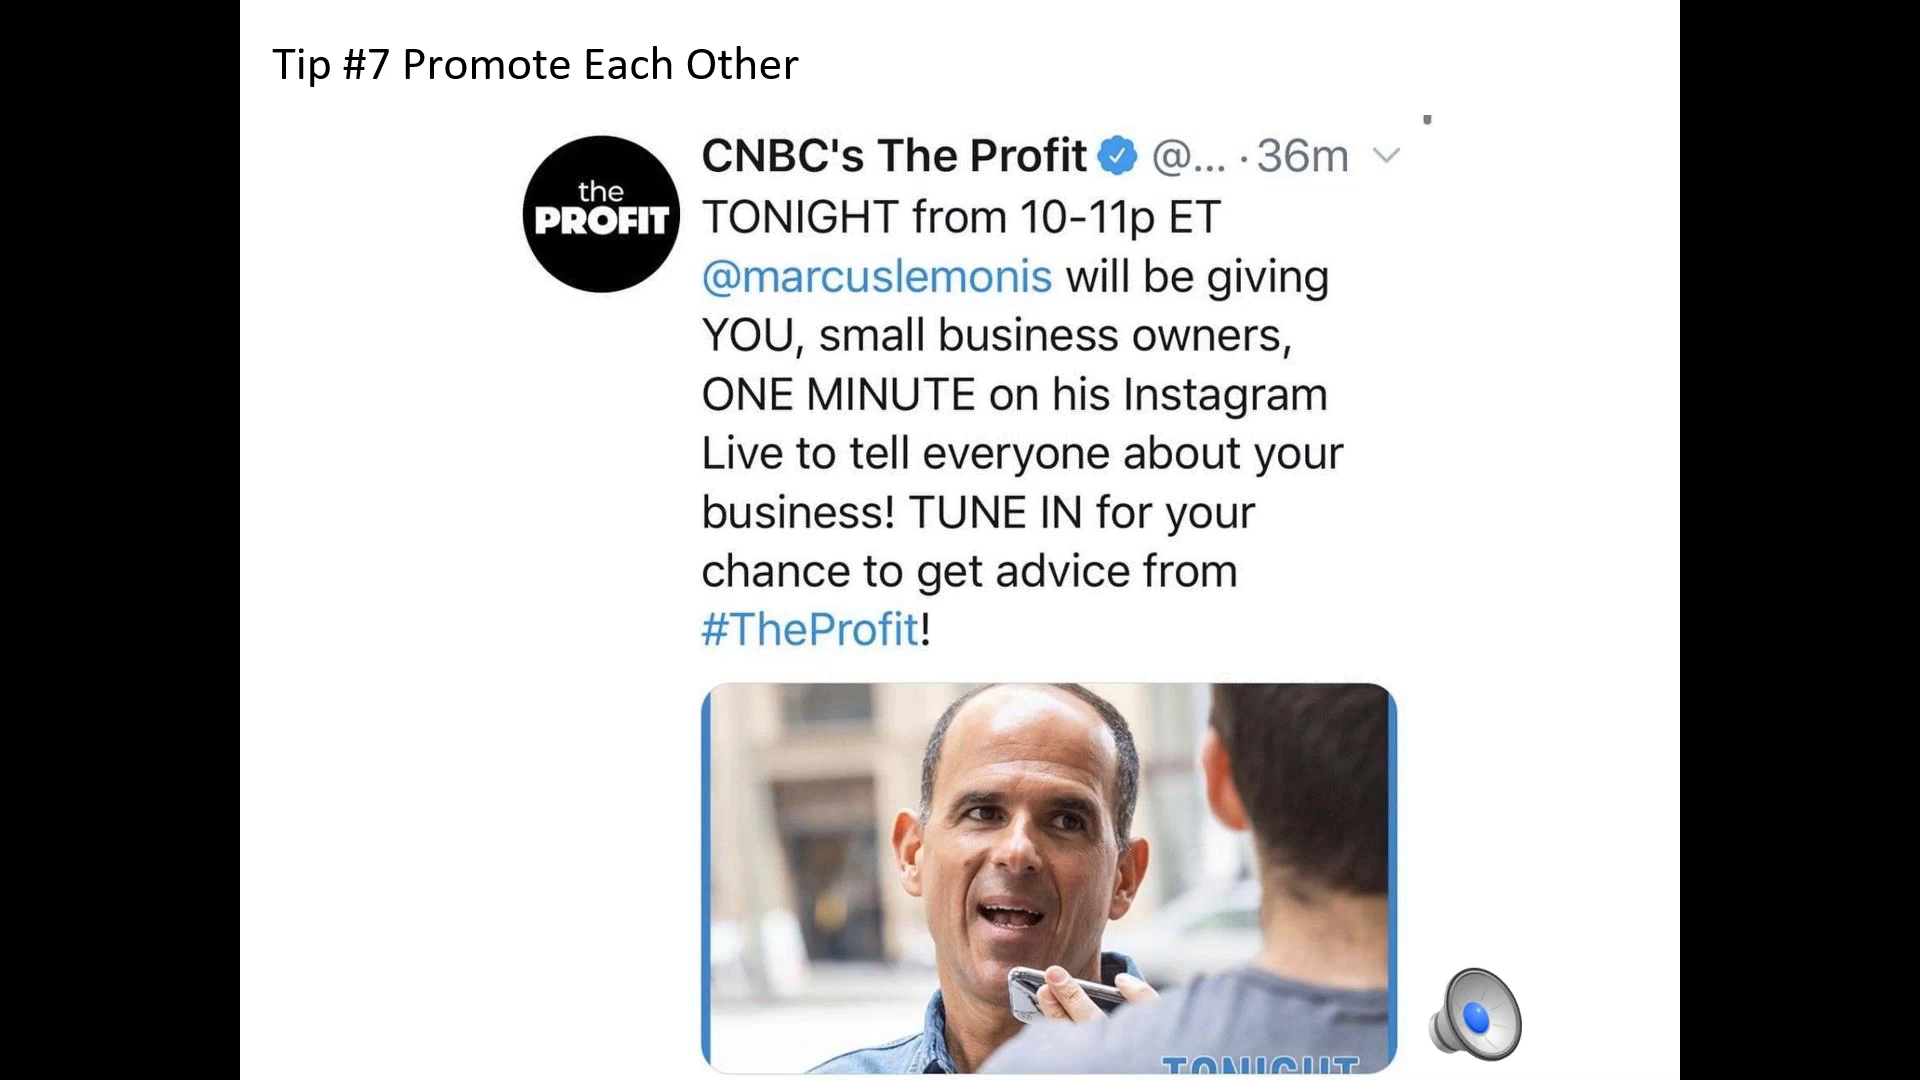 Tip #7 Promote Each Other
the
PROFIT
CNBC's The Profit @... · 36m
TONIGHT from 10-11p ET
@marcuslemonis will be giving
YOU, small business owners,
ONE MINUTE on his Instagram
Live to tell everyone about your
business! TUNE IN for your
chance to get advice from
#TheProfit!
TONIGHT